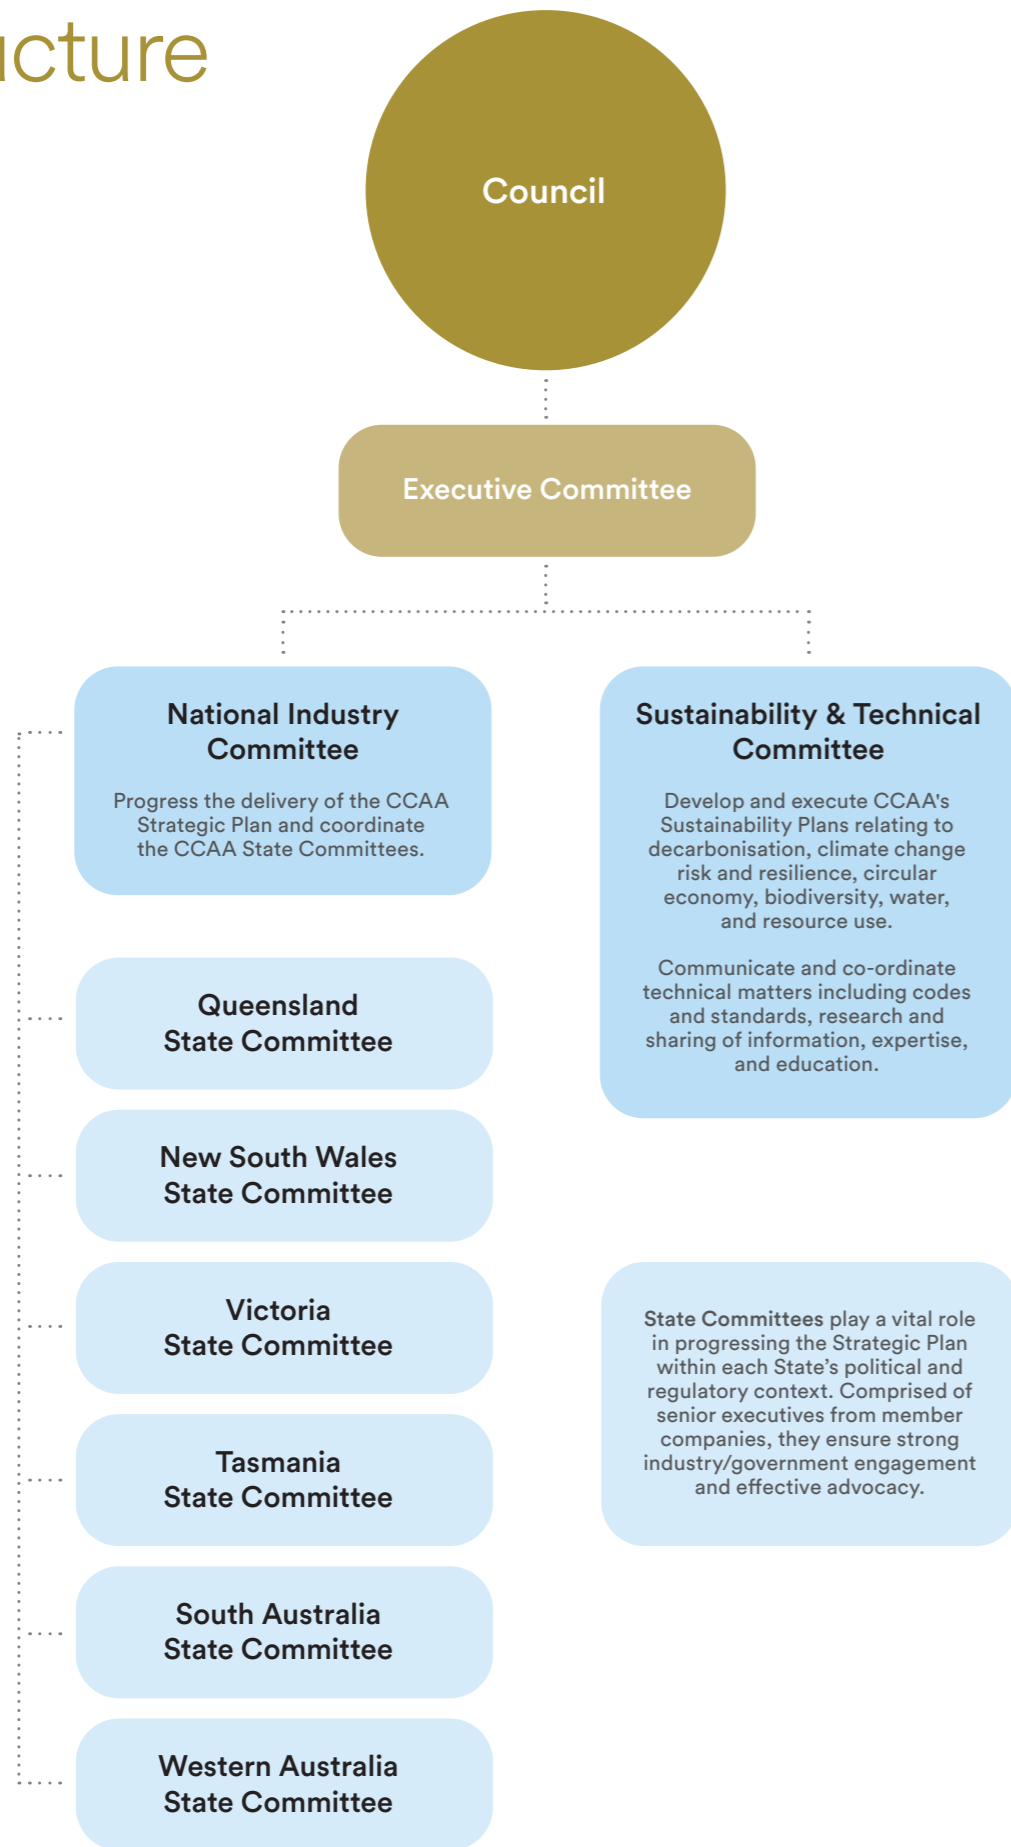 ucture
Council
Executive Committee
National Industry
Committee
Progress the delivery of the CCAA
Strategic Plan and coordinate
the CCAA State Committees.
Sustainability & Technical
Committee
Develop and execute CCAA's
Sustainability Plans relating to
decarbonisation, climate change
risk and resilience, circular
economy, biodiversity, water,
and resource use.
Communicate and co-ordinate
technical matters including codes
and standards, research and
sharing of information, expertise,
and education.
Queensland
State Committee
New South Wales
State Committee
Victoria
State Committee
Tasmania
State Committee
South Australia
State Committee
Western Australia
State Committee
State Committees play a vital role
in progressing the Strategic Plan
within each State’s political and
regulatory context. Comprised of
senior executives from member
companies, they ensure strong
industry/government engagement
and effective advocacy.